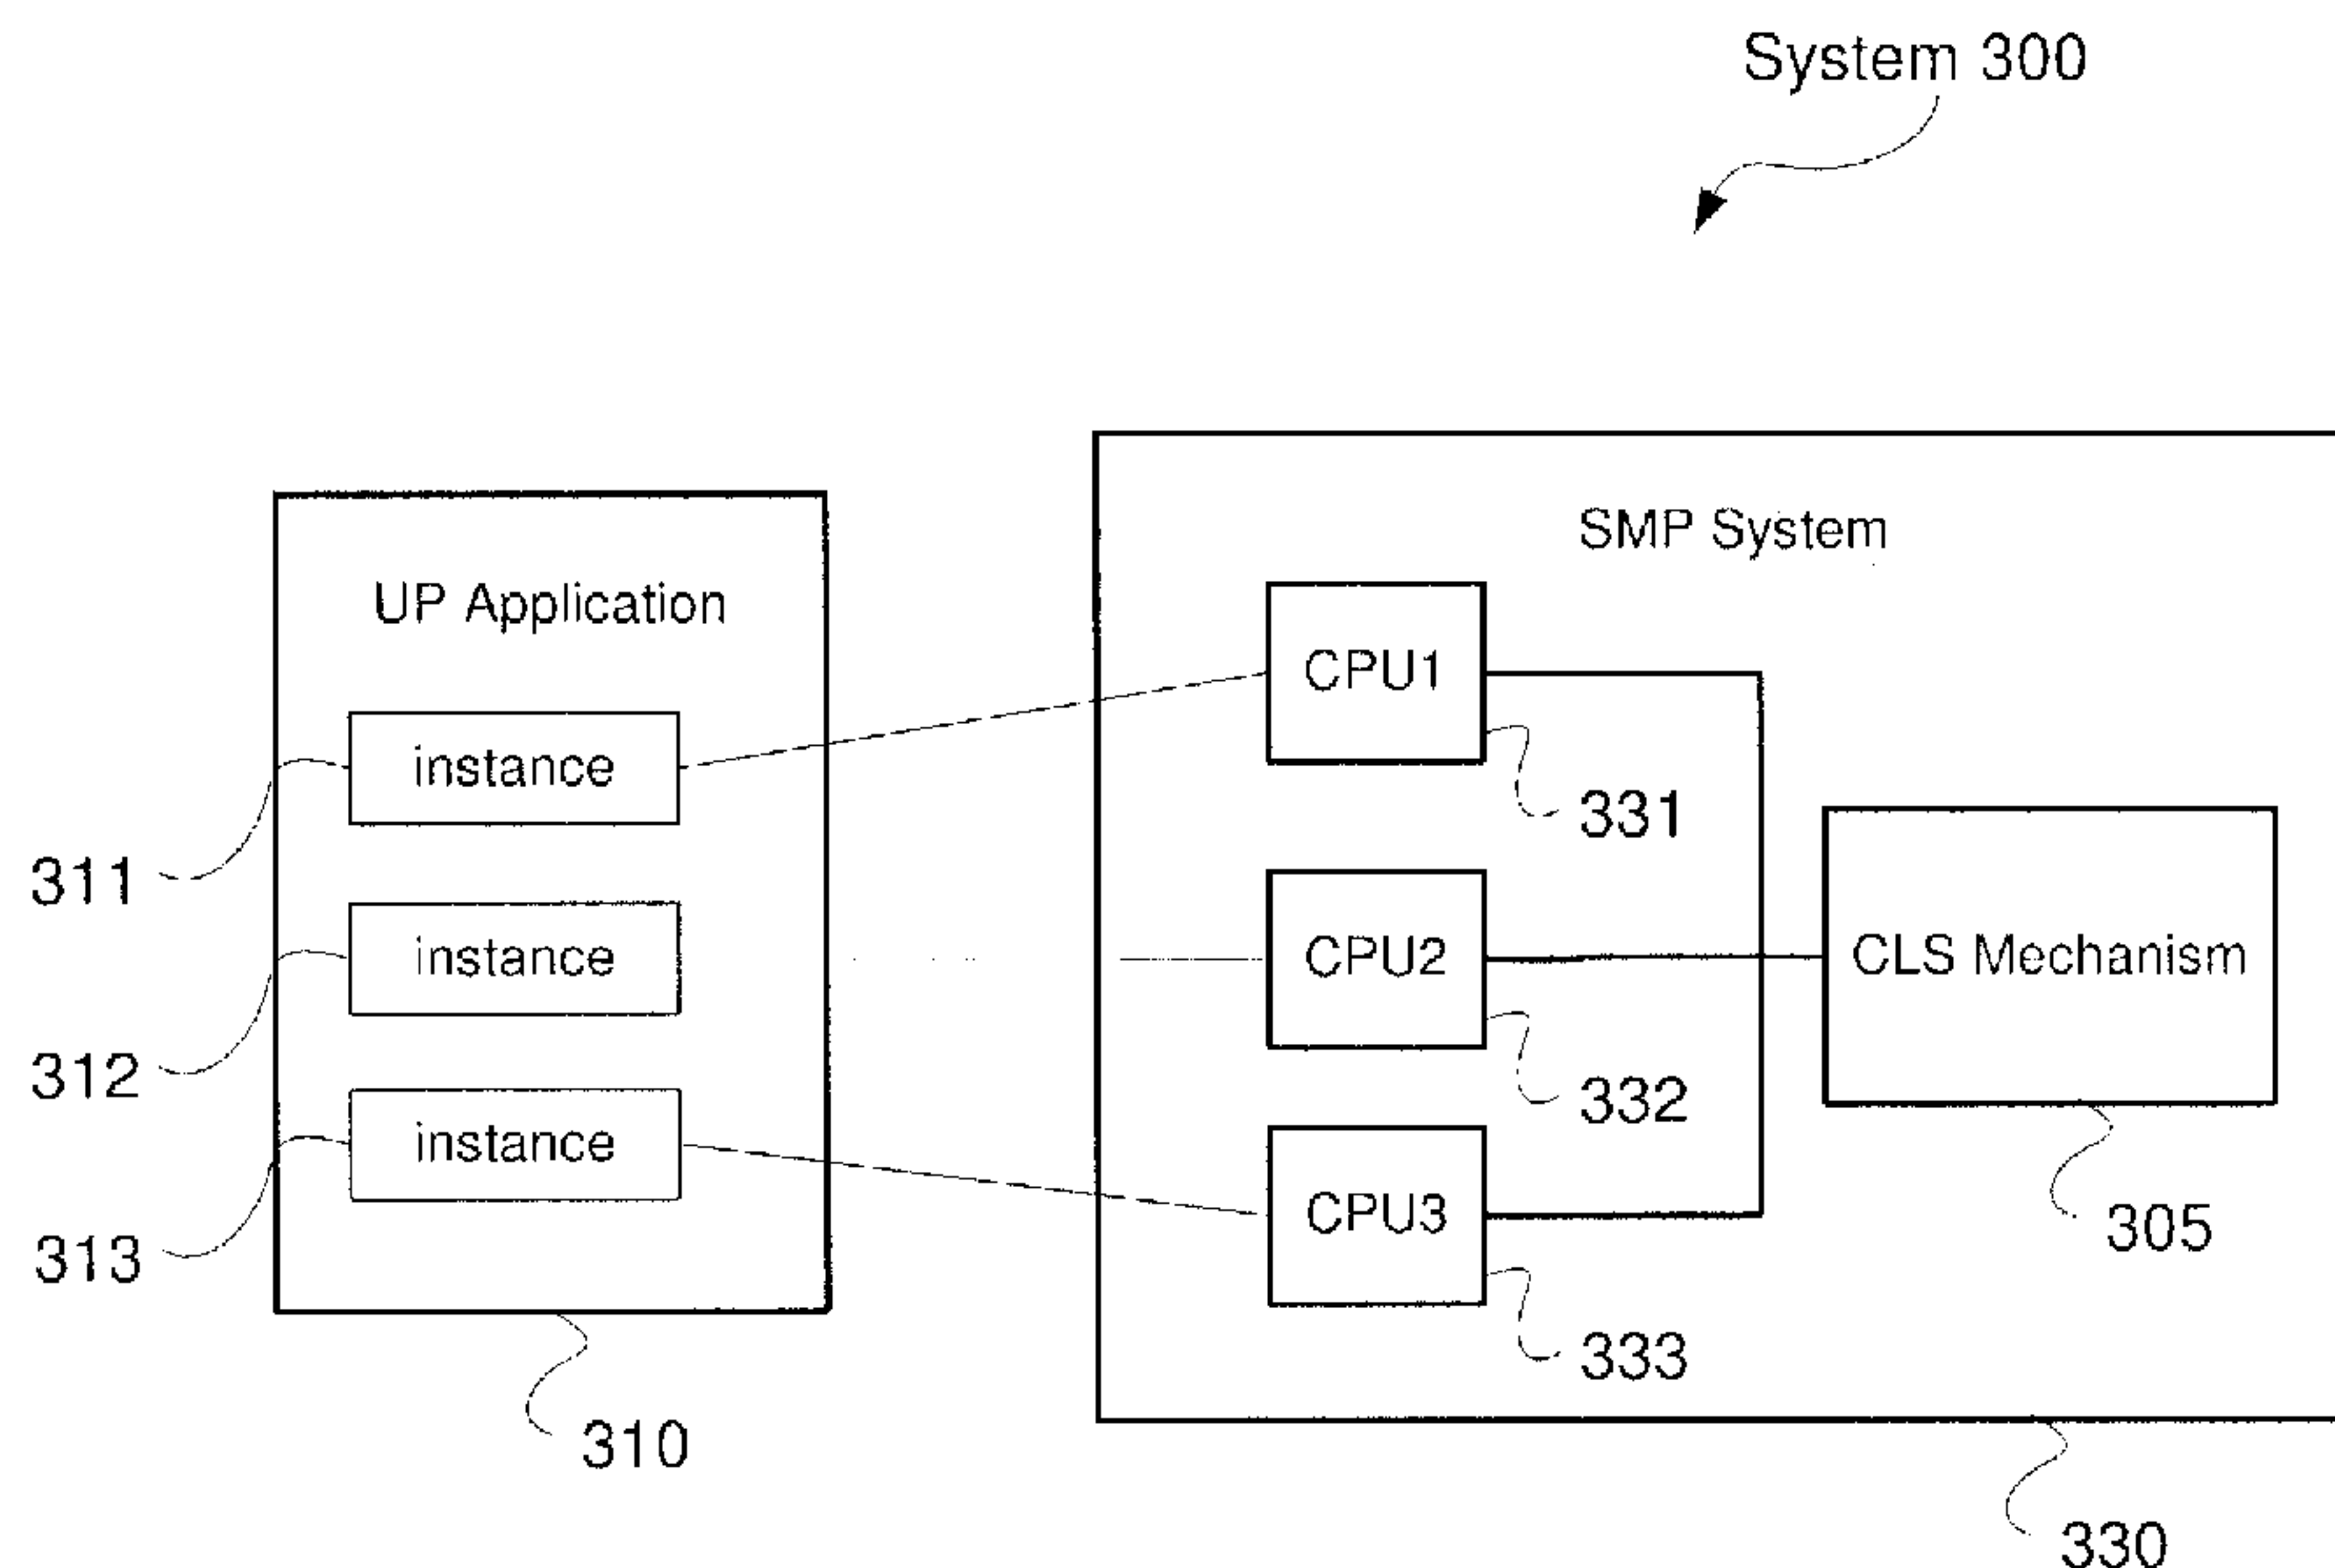 System 300
SMP System
UP Application
CPU1
instance
331
311
CPU2
CLS Mechanism
instance
332
312
instance
CPU3
305
313
333
310
330